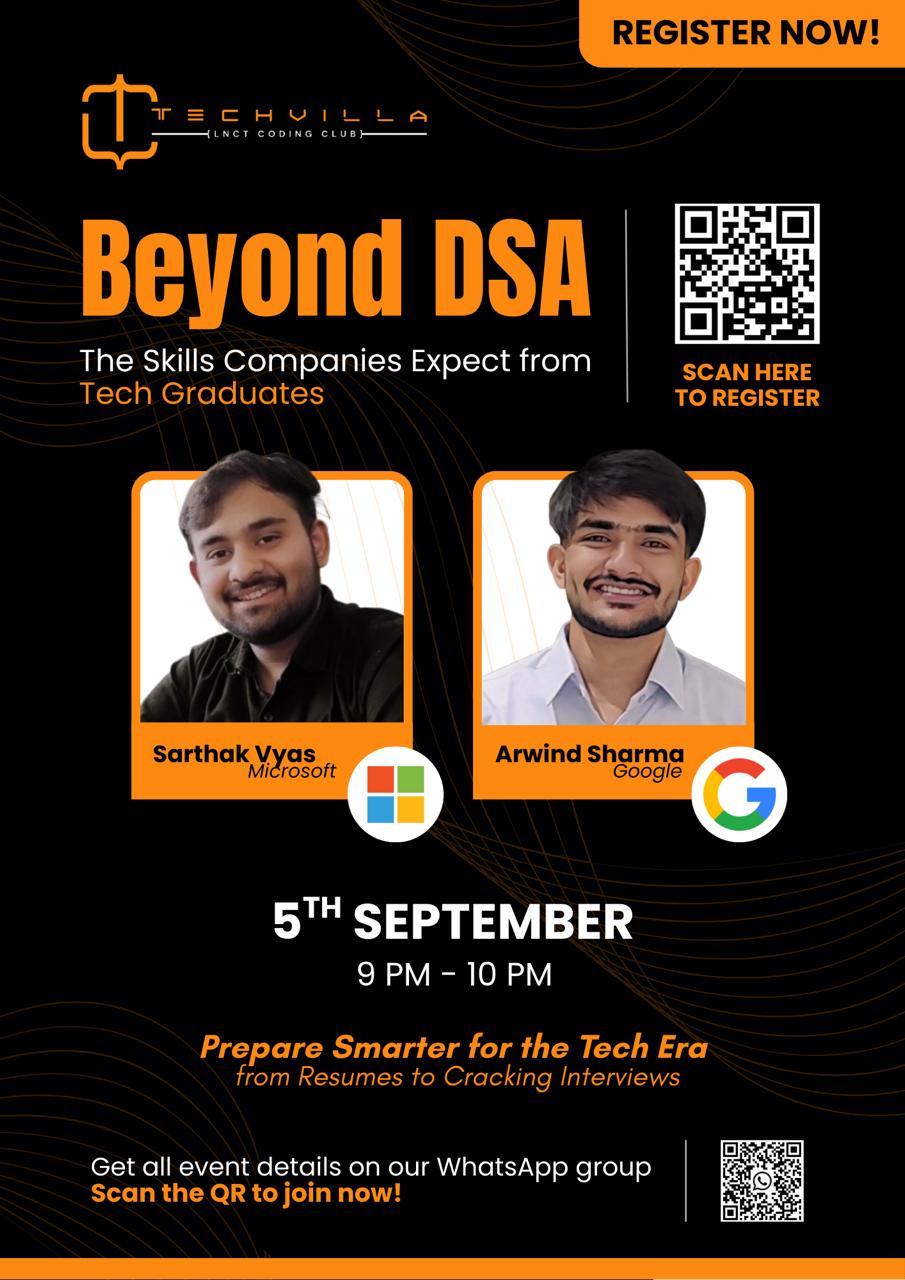 REGISTER NOW!
TECHVILLA
{LNCT CODING CLUB}
Beyond DSA
The Skills Companies Expect from
Tech Graduates
SCAN HERE
TO REGISTER
Sarthak Vyas
Microsoft
Arwind Sharma
Google
5TH SEPTEMBER
9 PM - 10 PM
Prepare Smarter for the Tech Era
from Resumes to Cracking Interviews
Get all event details on our WhatsApp group
Scan the QR to join now!